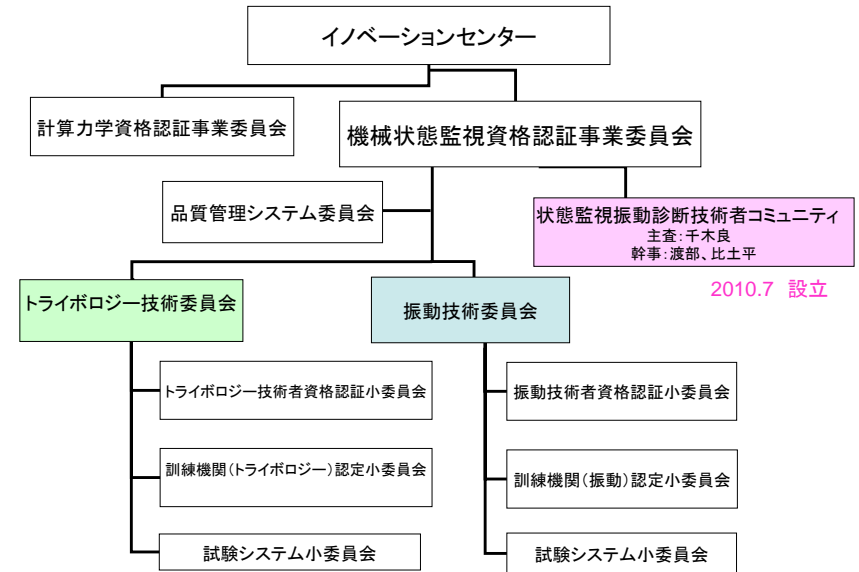 イノベーションセンター
計算力学資格認証事業委員会
機械状態監視資格認証事業委員会
品質管理システム委員会
状態監視振動診断技術者コミュニティ
主査:千木良
幹事:渡部、比土平
2010.7 設立
トライボロジー技術委員会
振動技術委員会
トライボロジー技術者資格認証小委員会
振動技術者資格認証小委員会
訓練機関(トライボロジー)認定小委員会
訓練機関(振動)認定小委員会
試験システム小委員会
試験システム小委員会